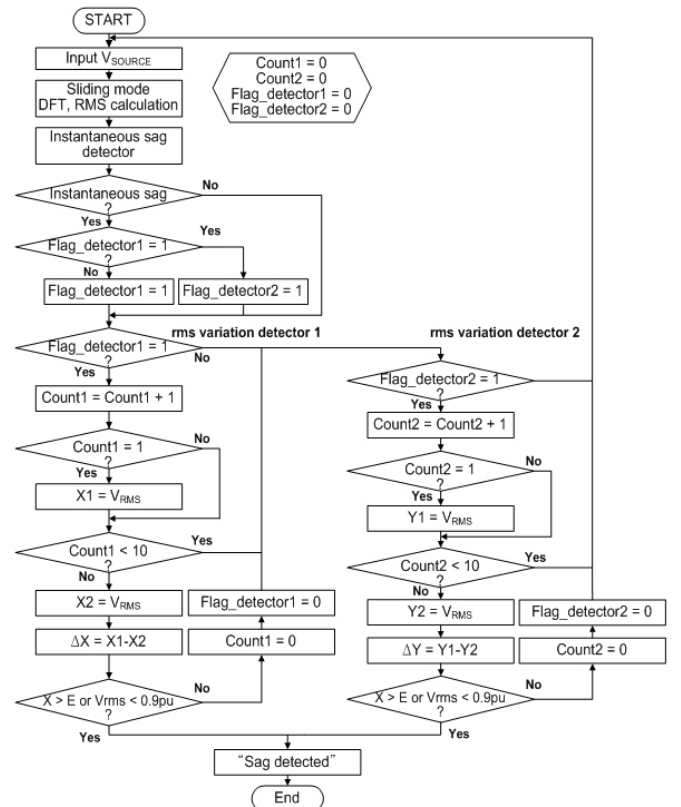 START
Input VSOURCE
Sliding mode
DFT, RMS calculation
Instantaneous sag
detector
Count1 = 0
Count2 = 0
Flag_detector1 = 0
Flag_detector2 = 0
Instantaneous sag
?
No
Yes
Flag_detector1 = 1
?
Yes
No
Flag_detector1 = 1
Flag_detector2 = 1
rms variation detector 1
Flag_detector1 = 1
?
No
Yes
Count1 = Count1 + 1
Count1 = 1
?
No
Yes
X1 = VRMS
Count1 < 10
?
Yes
No
X2 = VRMS
Flag_detector1 = 0
ΔX = X1-X2
Count1 = 0
X > E or Vrms < 0.9pu
?
No
Yes
rms variation detector 2
Flag_detector2 = 1
?
Yes
Count2 = Count2 + 1
Count2 = 1
?
No
Yes
Y1 = VRMS
Count2 < 10
?
Yes
No
Y2 = VRMS
Flag_detector2 = 0
ΔY = Y1-Y2
Count2 = 0
X > E or Vrms < 0.9pu
?
No
Yes
“Sag detected”
End